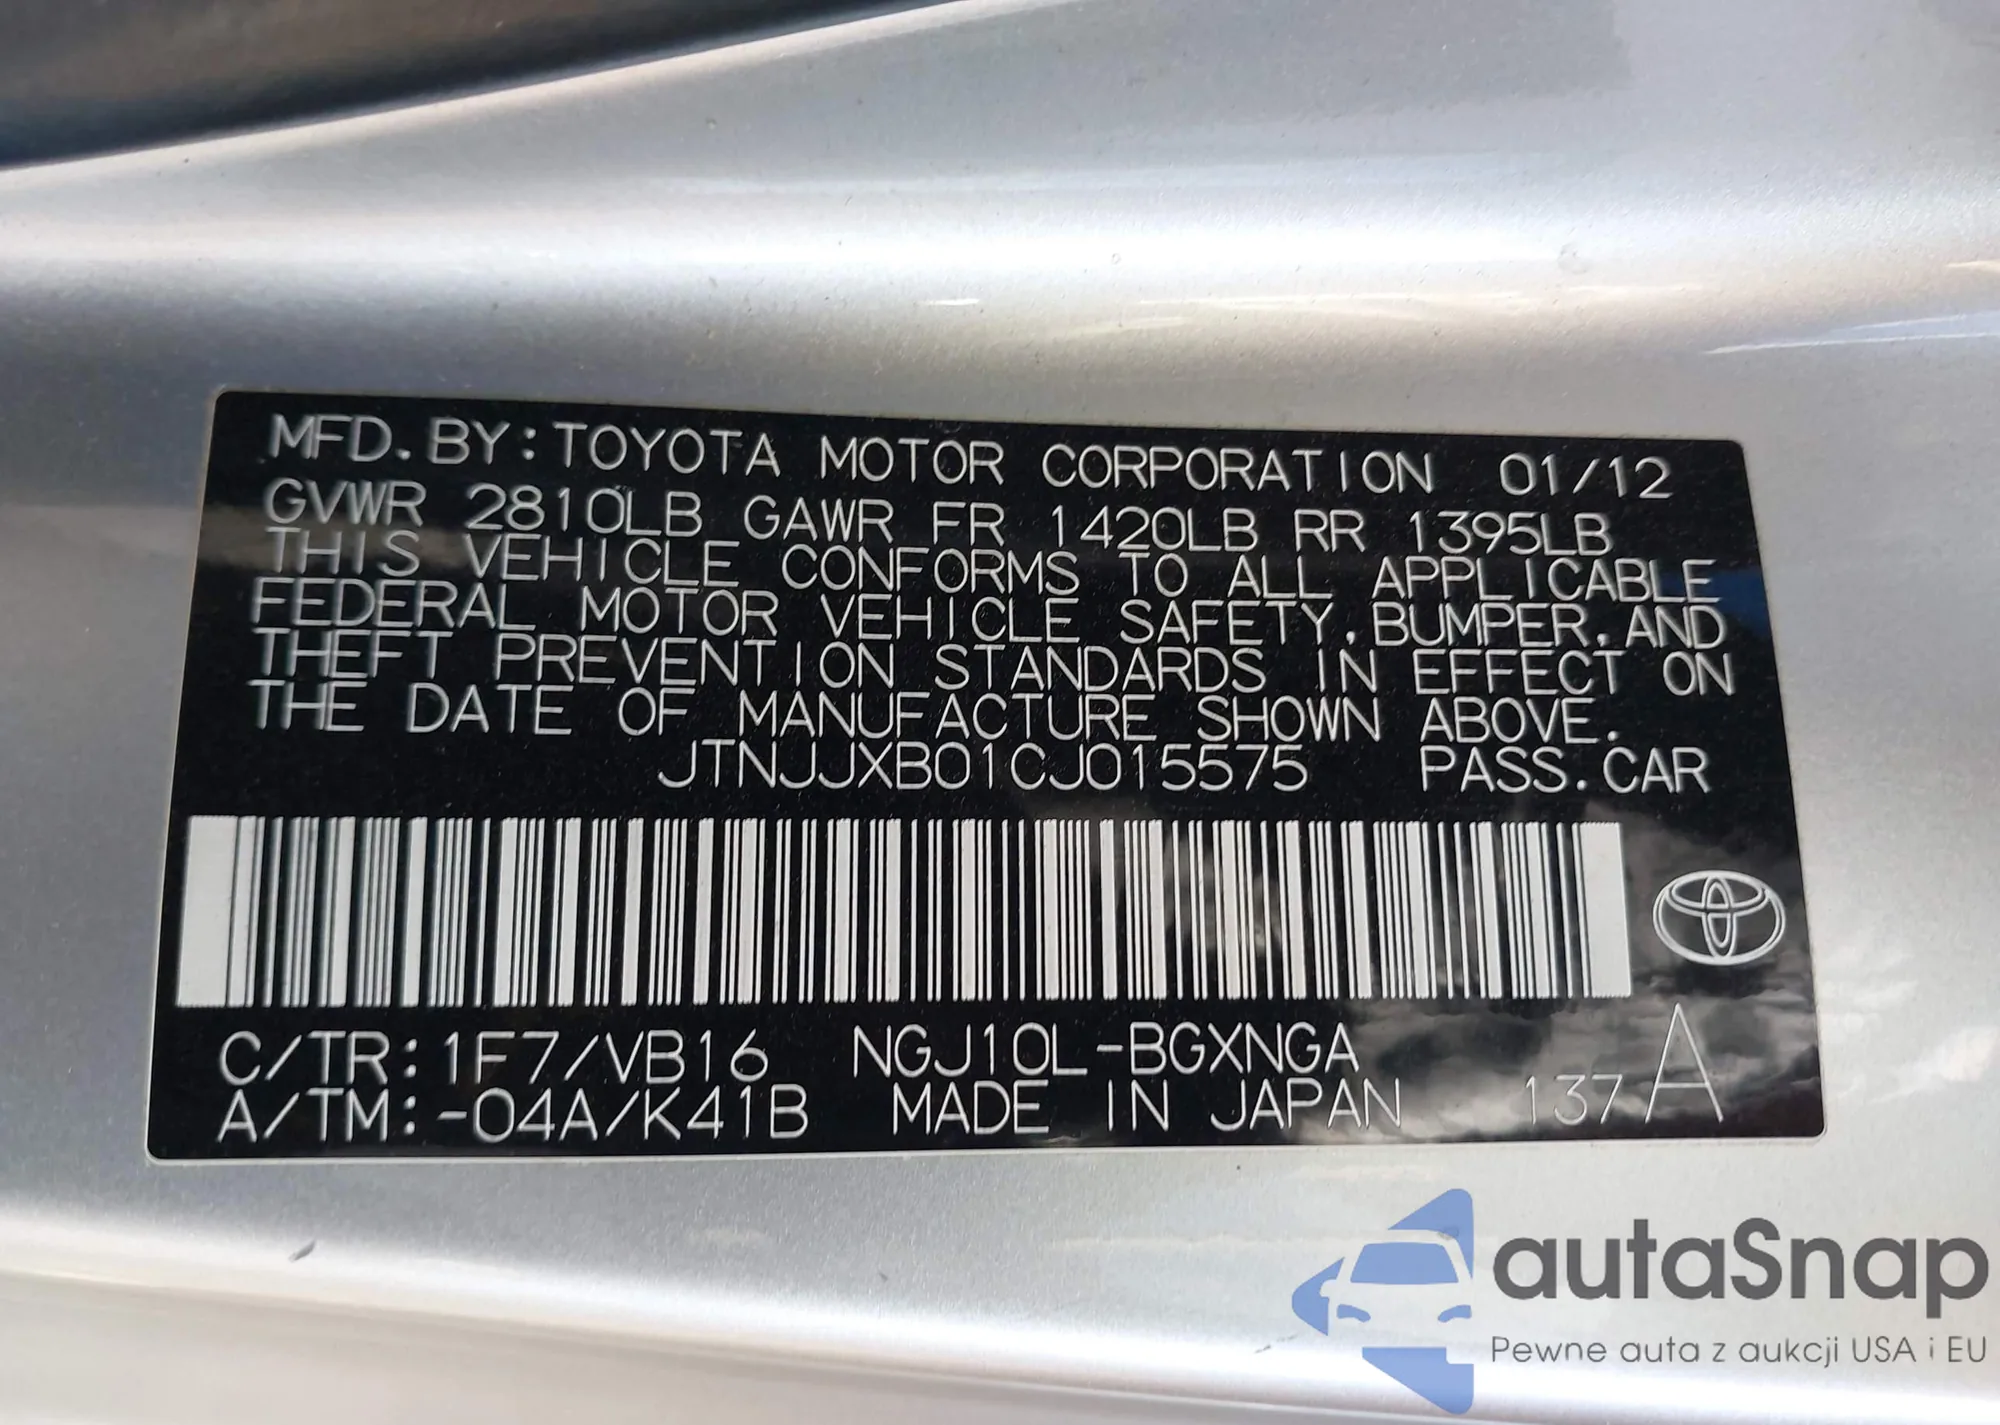 MFD. BY: TOYOTA MOTOR CORPORATION 01/12
GVWR 2810LB GAWR FR 1420LB RR 1395LB
THIS VEHICLE CONFORMS TO ALL APPLICABLE
FEDERAL MOTOR VEHICLE SAFETY, BUMPER, AND
THEFT PREVENTION STANDARDS IN EFFECT ON
THE DATE OF MANUFACTURE SHOWN ABOVE.
JTNJJXB01CJ015575 PASS. CAR
C/TR: 1F7/VB16 NGJ10L-BGXNGA
A/TM: -04A/K41B MADE IN JAPAN 137 A
autaSnap
Pewne auta z aukcji USA i EU